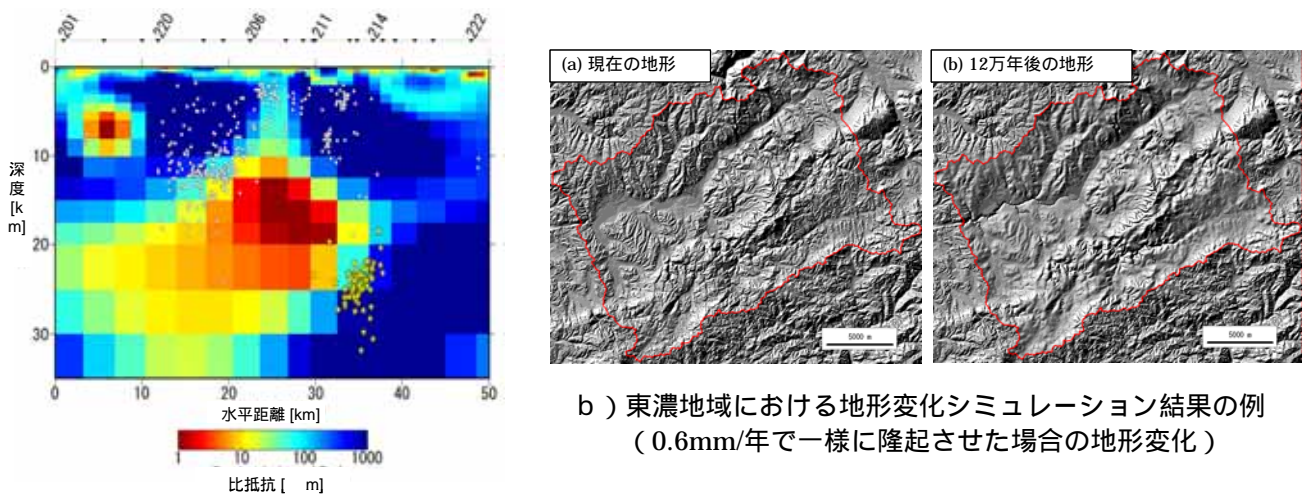 201
220
206
211
214
222
0
10
20
30
深度[km]
0
10
20
30
40
50
水平距離 [km]
1
10
100
1000
比抵抗 [ m]
(a) 現在の地形
5000 m
(b) 12万年後の地形
5000 m
b ) 東濃地域における地形変化シミュレーション結果の例
( 0.6mm/年で一様に隆起させた場合の地形変化 )